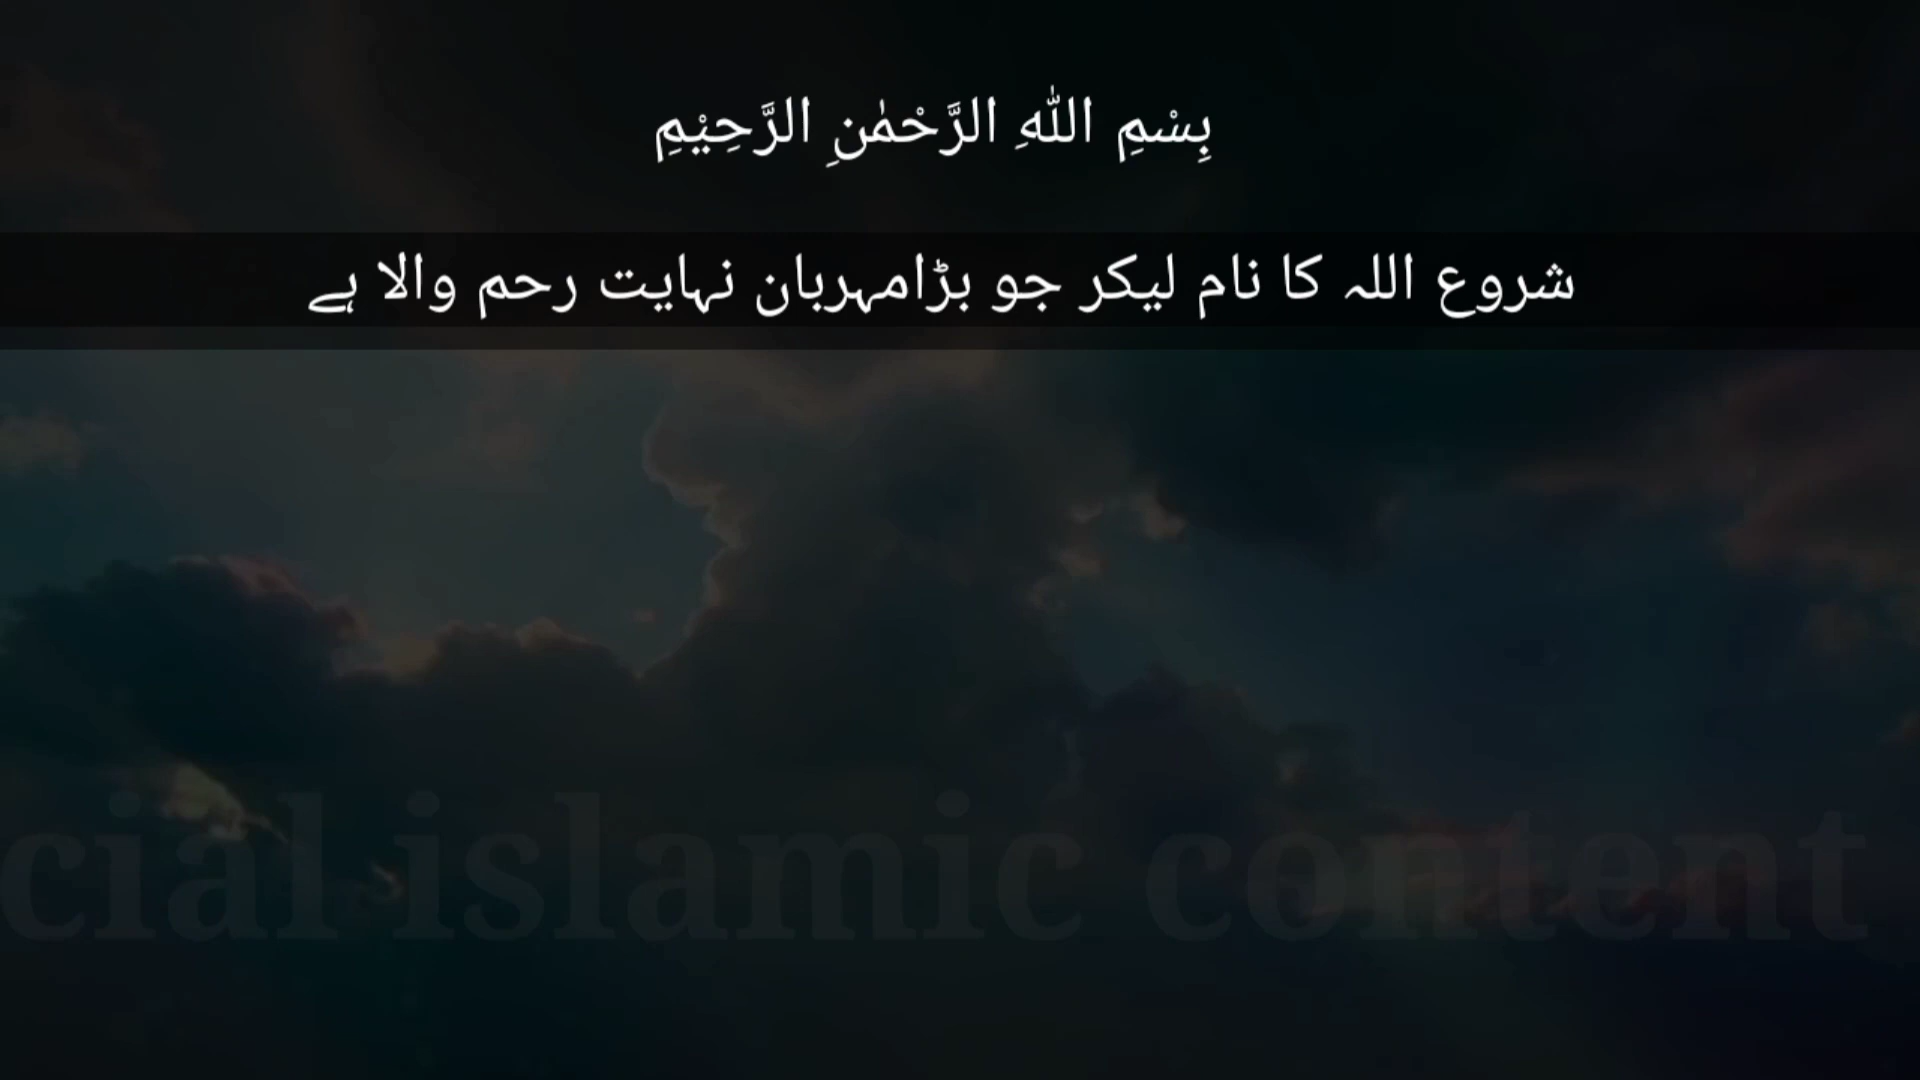 بِسْمِ اللّٰهِ الرَّحْمٰنِ الرَّحِيْمِ
شروع اللہ کا نام لیکر جو بڑامہربان نہایت رحم والا ہے
cial islamic content